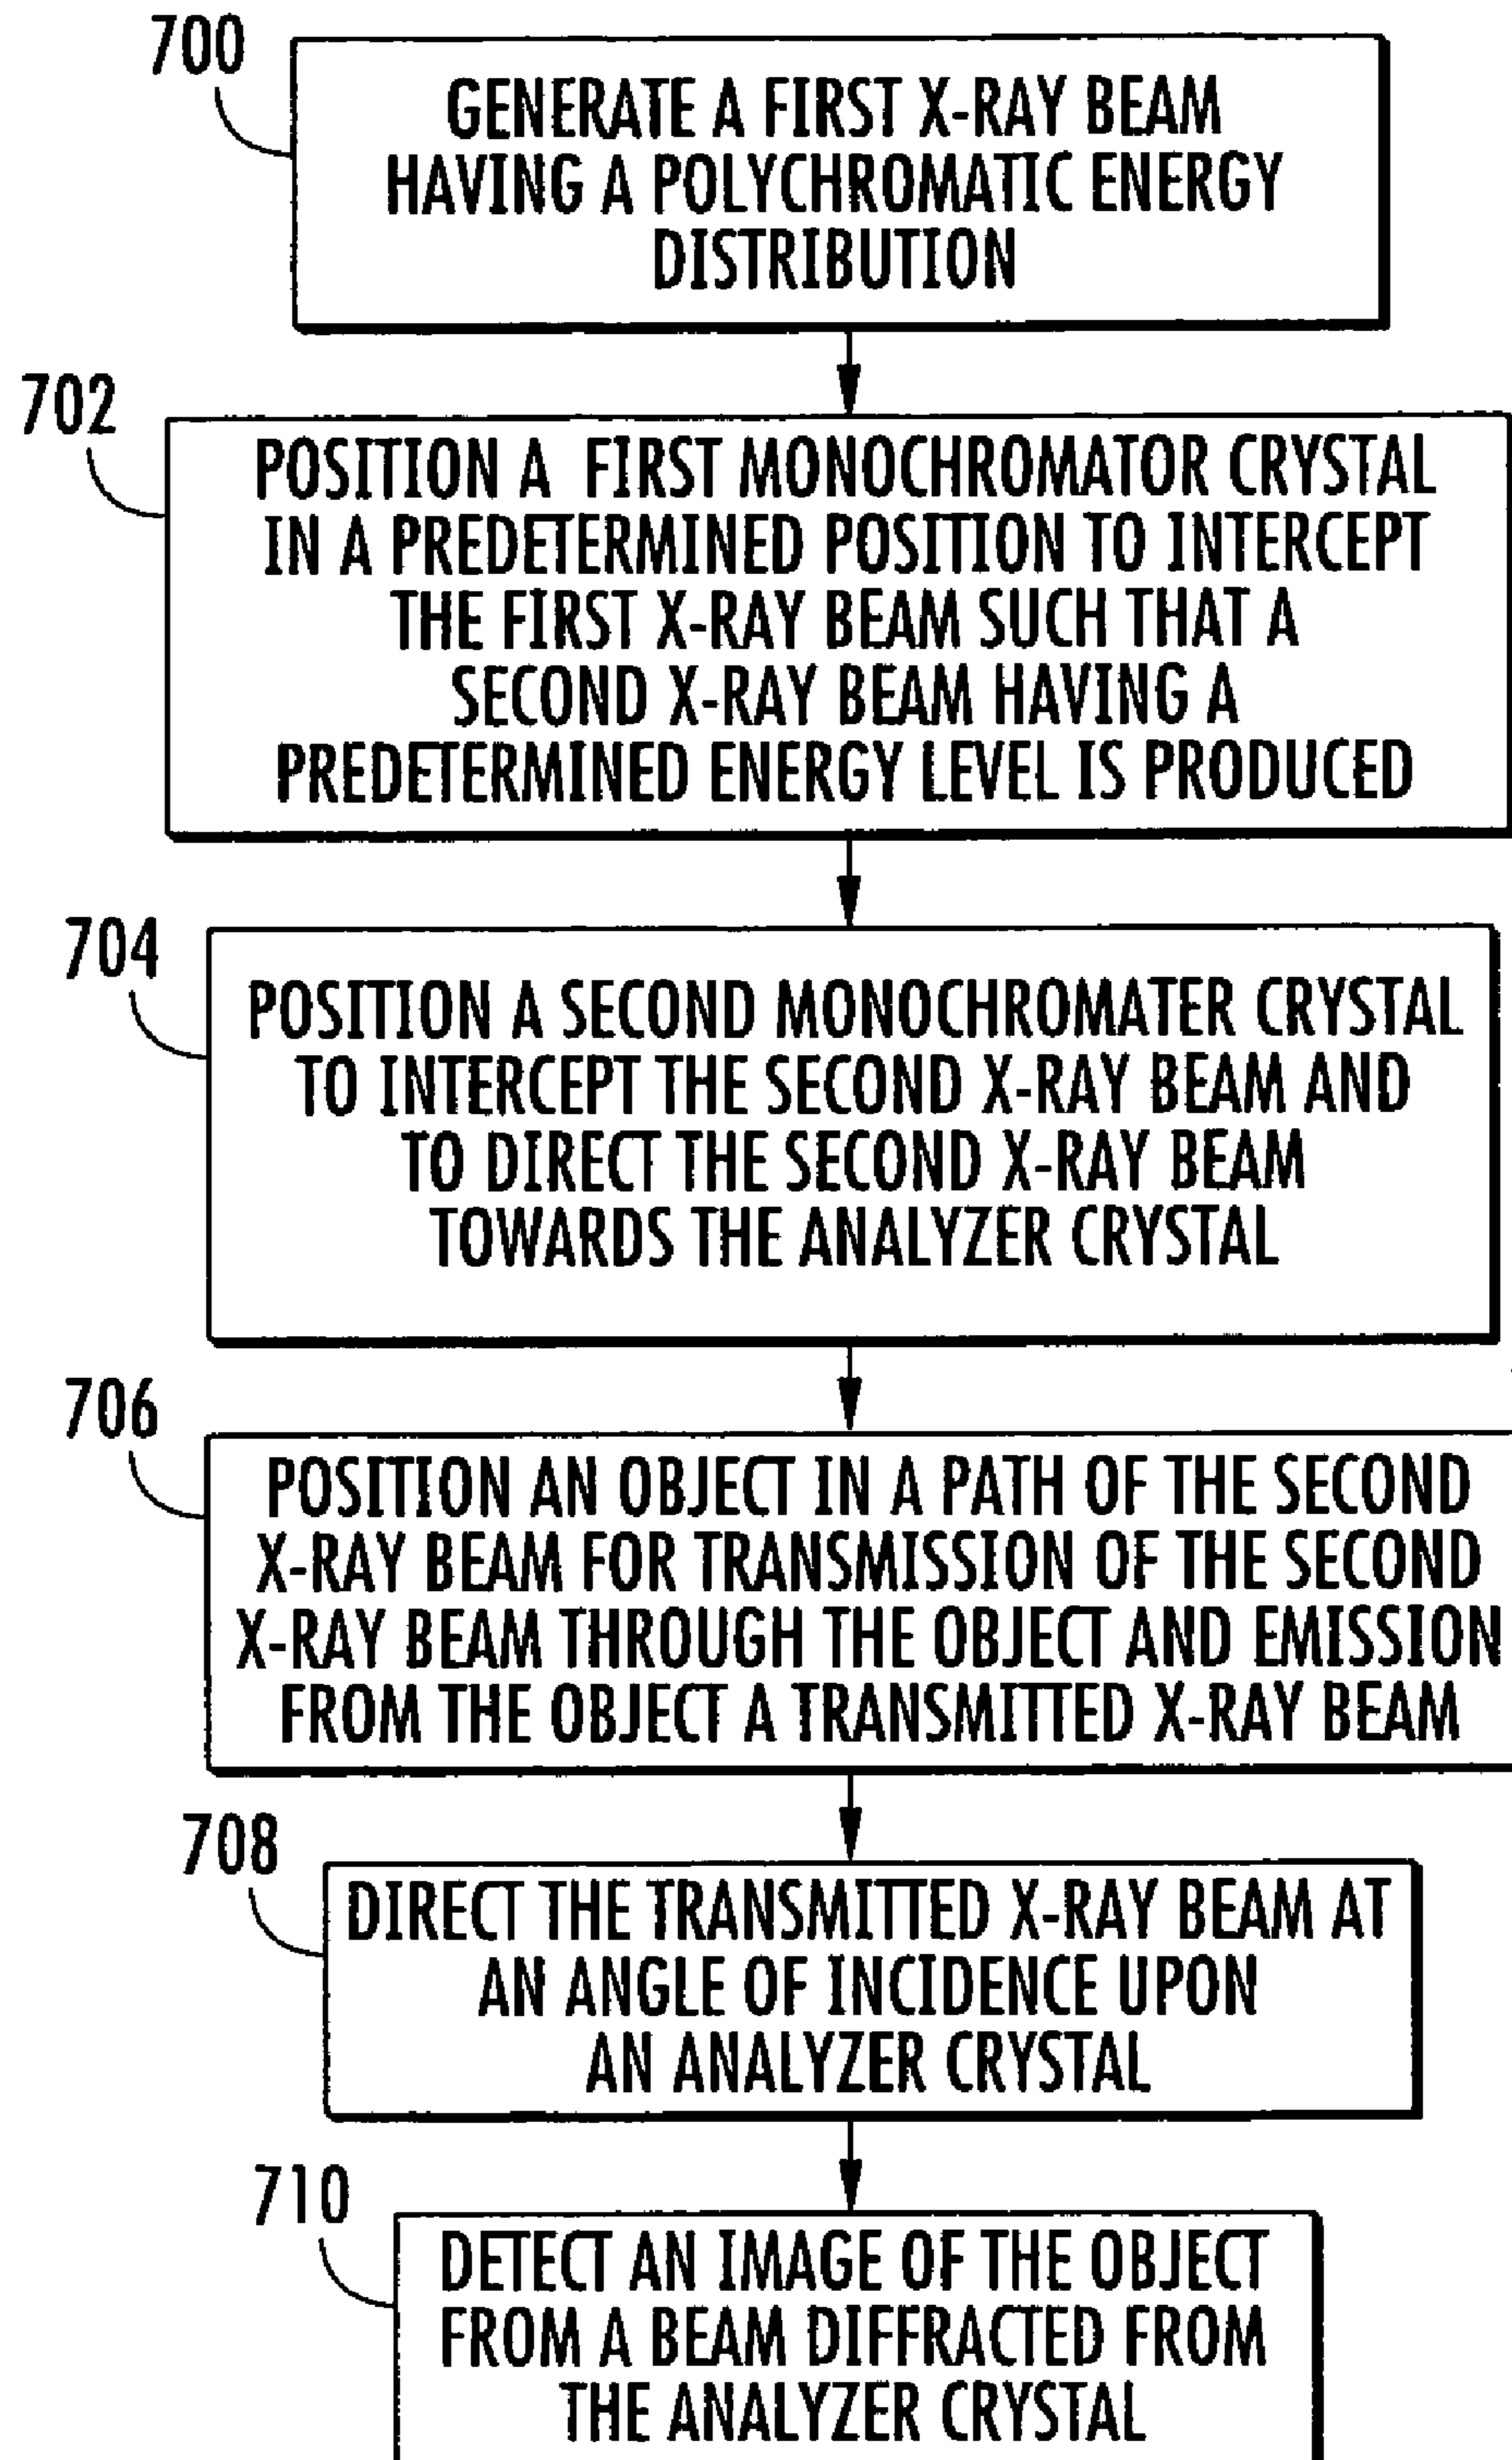 700
GENERATE A FIRST X-RAY BEAM
HAVING A POLYCHROMATIC ENERGY
DISTRIBUTION
702
POSITION A FIRST MONOCHROMATOR CRYSTAL
IN A PREDETERMINED POSITION TO INTERCEPT
THE FIRST X-RAY BEAM SUCH THAT A
SECOND X-RAY BEAM HAVING A
PREDETERMINED ENERGY LEVEL IS PRODUCED
704
POSITION A SECOND MONOCHROMATER CRYSTAL
TO INTERCEPT THE SECOND X-RAY BEAM AND
TO DIRECT THE SECOND X-RAY BEAM
TOWARDS THE ANALYZER CRYSTAL
706
POSITION AN OBJECT IN A PATH OF THE SECOND
X-RAY BEAM FOR TRANSMISSION OF THE SECOND
X-RAY BEAM THROUGH THE OBJECT AND EMISSION
FROM THE OBJECT A TRANSMITTED X-RAY BEAM
708
DIRECT THE TRANSMITTED X-RAY BEAM AT
AN ANGLE OF INCIDENCE UPON
AN ANALYZER CRYSTAL
710
DETECT AN IMAGE OF THE OBJECT
FROM A BEAM DIFFRACTED FROM
THE ANALYZER CRYSTAL